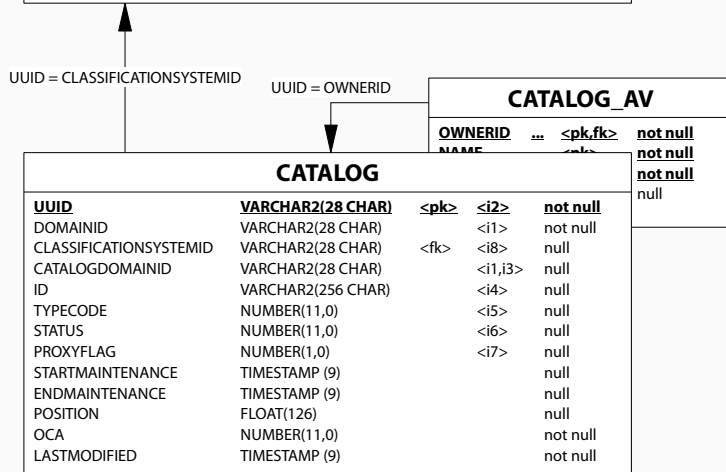 UUID = CLASSIFICATIONSYSTEMID
UUID = OWNERID
CATALOG_AV
OWNERID ... <pk,fk> not null
NAME <pk> not null
not null
null
CATALOG
UUID VARCHAR2(28 CHAR) <pk> <i2> not null
DOMAINID VARCHAR2(28 CHAR) <i1> not null
CLASSIFICATIONSYSTEMID VARCHAR2(28 CHAR) <fk> <i8> null
CATALOGDOMAINID VARCHAR2(28 CHAR) <i1,i3> null
ID VARCHAR2(256 CHAR) <i4> null
TYPECODE NUMBER(11,0) <i5> null
STATUS NUMBER(11,0) <i6> null
PROXYFLAG NUMBER(1,0) <i7> null
STARTMAINTENANCE TIMESTAMP (9) null
ENDMAINTENANCE TIMESTAMP (9) null
POSITION FLOAT(126) null
OCA NUMBER(11,0) not null
LASTMODIFIED TIMESTAMP (9) not null